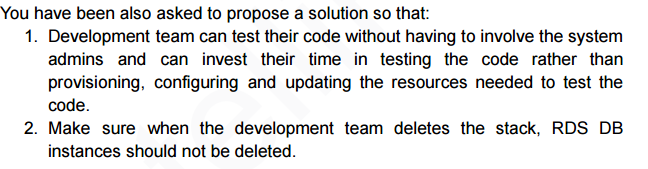 You have been also asked to propose a solution so that:
1. Development team can test their code without having to involve the system
admins and can invest their time in testing the code rather than
provisioning, configuring and updating the resources needed to test the
code.
2. Make sure when the development team deletes the stack, RDS DB
instances should not be deleted.